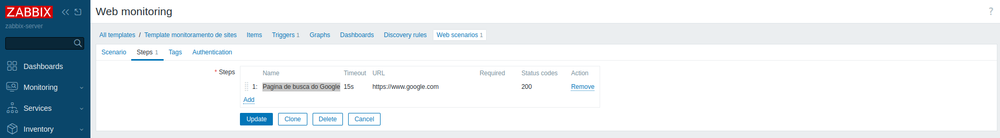 ZABBIX
zabbix-server
Dashboards
Monitoring
Services
Inventory
Web monitoring
?
All templates / Template monitoramento de sites Items Triggers 1 Graphs Dashboards Discovery rules Web scenarios 1
Scenario Steps 1 Tags Authentication
* Steps
Name Timeout URL Required Status codes Action
1: Pagina de busca do Google 15s https://www.google.com 200 Remove
Add
Update Clone Delete Cancel